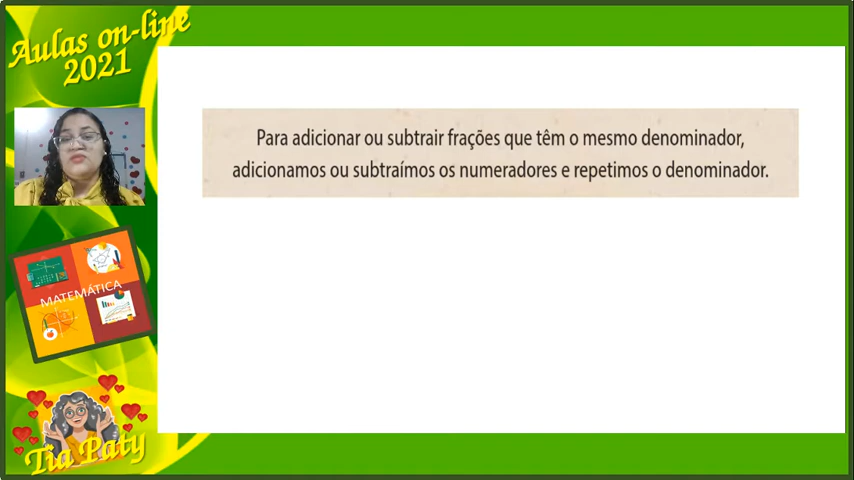 Aulas on-line
2021
Para adicionar ou subtrair frações que têm o mesmo denominador,
adicionamos ou subtraímos os numeradores e repetimos o denominador.
MATEMÁTICA
Tia Paty